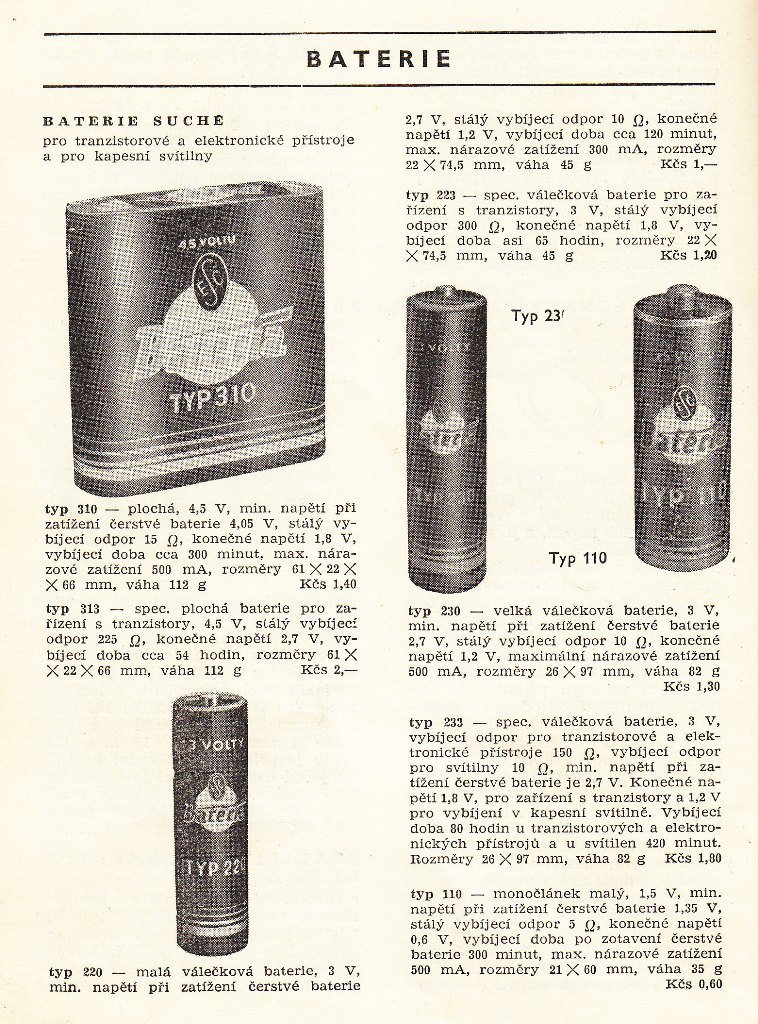 BATERIE
BATERIE SUCHÉ
pro tranzistorové a elektronické přístroje
a pro kapesní svítilny
4,5 VOLTU
ESČ
Bateria
TYP 310
typ 310 — plochá, 4,5 V, min. napětí při
zatížení čerstvé baterie 4,05 V, stálý vy-
bíjecí odpor 15 Ω, konečné napětí 1,8 V,
vybíjecí doba cca 300 minut, max. nára-
zové zatížení 500 mA, rozměry 61 × 22 ×
× 66 mm, váha 112 g Kčs 1,40
typ 313 — spec. plochá baterie pro za-
řízení s tranzistory, 4,5 V, stálý vybíjecí
odpor 225 Ω, konečné napětí 2,7 V, vy-
bíjecí doba cca 54 hodin, rozměry 61 ×
× 22 × 66 mm, váha 112 g Kčs 2,—
3 VOLTY
Bateria
TYP 220
typ 220 — malá válečková baterie, 3 V,
min. napětí při zatížení čerstvé baterie
2,7 V, stálý vybíjecí odpor 10 Ω, konečné
napětí 1,2 V, vybíjecí doba cca 120 minut,
max. nárazové zatížení 300 mA, rozměry
22 × 74,5 mm, váha 45 g Kčs 1,—
typ 223 — spec. válečková baterie pro za-
řízení s tranzistory, 3 V, stálý vybíjecí
odpor 300 Ω, konečné napětí 1,8 V, vy-
bíjecí doba asi 65 hodin, rozměry 22 ×
× 74,5 mm, váha 45 g Kčs 1,20
Typ 23
3 VOLTY
Typ 110
TYP 110
typ 230 — velká válečková baterie, 3 V,
min. napětí při zatížení čerstvé baterie
2,7 V, stálý vybíjecí odpor 10 Ω, konečné
napětí 1,2 V, maximální nárazové zatížení
500 mA, rozměry 26 × 97 mm, váha 82 g
Kčs 1,30
typ 233 — spec. válečková baterie, 3 V,
vybíjecí odpor pro tranzistorové a elek-
tronické přístroje 150 Ω, vybíjecí odpor
pro svítilny 10 Ω, min. napětí při za-
tížení čerstvé baterie je 2,7 V. Konečné na-
pětí 1,8 V, pro zařízení s tranzistory a 1,2 V
pro vybíjení v kapesní svítilně. Vybíjecí
doba 80 hodin u tranzistorových a elektro-
nických přístrojů a u svítilen 420 minut.
Rozměry 26 × 97 mm, váha 82 g Kčs 1,80
typ 110 — monočlánek malý, 1,5 V, min.
napětí při zatížení čerstvé baterie 1,35 V,
stálý vybíjecí odpor 5 Ω, konečné napětí
0,6 V, vybíjecí doba po zotavení čerstvé
baterie 300 minut, max. nárazové zatížení
500 mA, rozměry 21 × 60 mm, váha 35 g
Kčs 0,60